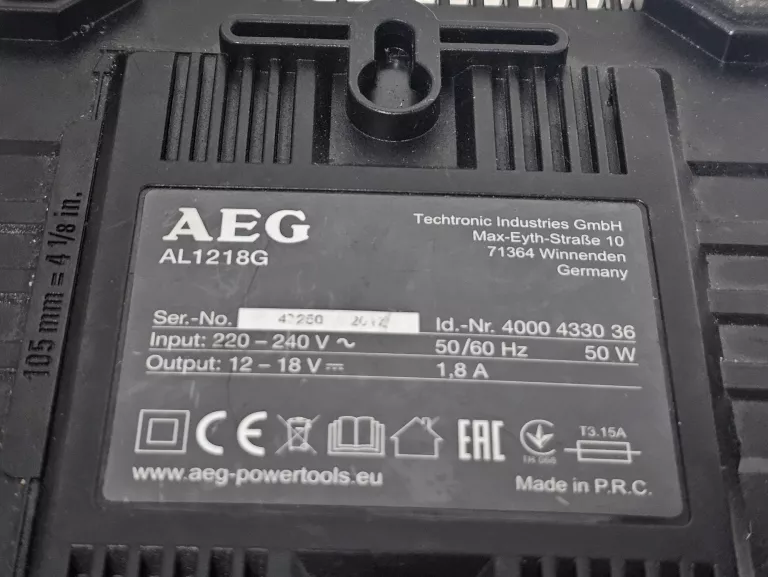 AEG
AL1218G
Techtronic Industries GmbH
Max-Eyth-Straße 10
71364 Winnenden
Germany
Ser.-No.
Id.-Nr. 4000 4330 36
Input: 220 – 240 V ~ 50/60 Hz 50 W
Output: 12 – 18 V ⎓ 1,8 A
CE
EAC
T3.15A
www.aeg-powertools.eu
Made in P.R.C.
105 mm = 4 1/8 in.